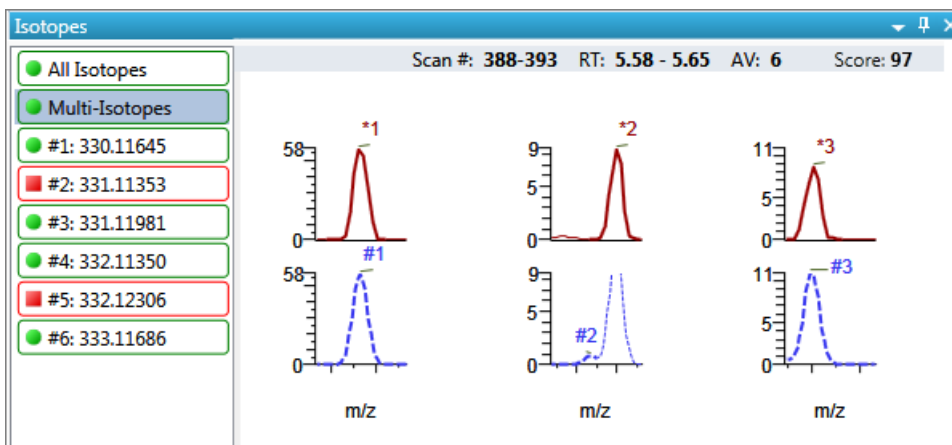 Isotopes
All Isotopes
Multi-Isotopes
#1: 330.11645
#2: 331.11353
#3: 331.11981
#4: 332.11350
#5: 332.12306
#6: 333.11686
Scan #: 388-393 RT: 5.58 - 5.65 AV: 6 Score: 97
*1 *2 *3
58 9 11
5 5
0 0 0
#1 #2 #3
58 9 11
5 5
0 0 0
m/z m/z m/z